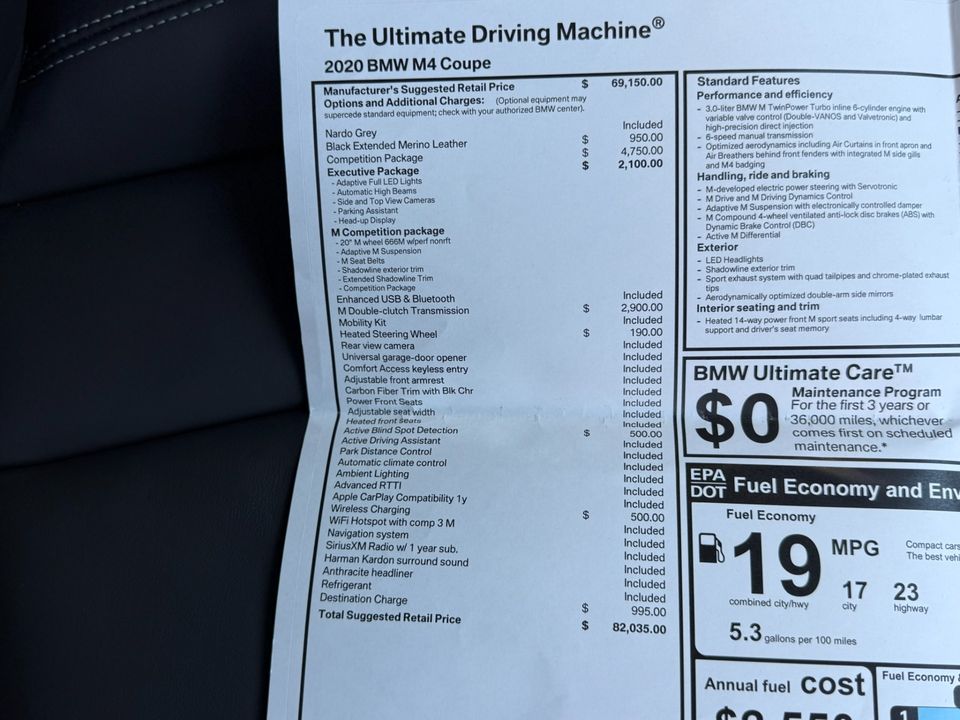 The Ultimate Driving Machine®
2020 BMW M4 Coupe
Manufacturer's Suggested Retail Price $ 69,150.00
Options and Additional Charges: (Optional equipment may
supercede standard equipment; check with your authorized BMW center).
Nardo Grey Included
Black Extended Merino Leather $ 950.00
Competition Package $ 4,750.00
Executive Package $ 2,100.00
- Adaptive Full LED Lights
- Automatic High Beams
- Side and Top View Cameras
- Parking Assistant
- Head-up Display
M Competition package
- 20" M wheel 666M w/perf nonrft
- Adaptive M Suspension
- M Seat Belts
- Shadowline exterior trim
- Extended Shadowline Trim
- Competition Package
Enhanced USB & Bluetooth Included
M Double-clutch Transmission $ 2,900.00
Mobility Kit Included
Heated Steering Wheel $ 190.00
Rear view camera Included
Universal garage-door opener Included
Comfort Access keyless entry Included
Adjustable front armrest Included
Carbon Fiber Trim with Blk Chr Included
Power Front Seats Included
Adjustable seat width Included
Heated front seats Included
Active Blind Spot Detection $ 500.00
Active Driving Assistant Included
Park Distance Control Included
Automatic climate control Included
Ambient Lighting Included
Advanced RTTI Included
Apple CarPlay Compatibility 1y Included
Wireless Charging $ 500.00
WiFi Hotspot with comp 3 M Included
Navigation system Included
SiriusXM Radio w/ 1 year sub. Included
Harman Kardon surround sound Included
Anthracite headliner Included
Refrigerant Included
Destination Charge $ 995.00
Total Suggested Retail Price $ 82,035.00
Standard Features
Performance and efficiency
- 3.0-liter BMW M TwinPower Turbo inline 6-cylinder engine with
variable valve control (Double-VANOS and Valvetronic) and
high-precision direct injection
- 6-speed manual transmission
- Optimized aerodynamics including Air Curtains in front apron and
Air Breathers behind front fenders with integrated M side gills
and M4 badging
Handling, ride and braking
- M-developed electric power steering with Servotronic
- M Drive and M Driving Dynamics Control
- Adaptive M Suspension with electronically controlled damper
- M Compound 4-wheel ventilated anti-lock disc brakes (ABS) with
Dynamic Brake Control (DBC)
- Active M Differential
Exterior
- LED Headlights
- Shadowline exterior trim
- Sport exhaust system with quad tailpipes and chrome-plated exhaust
tips
- Aerodynamically optimized double-arm side mirrors
Interior seating and trim
- Heated 14-way power front M sport seats including 4-way lumbar
support and driver's seat memory
BMW Ultimate Care™
$0 Maintenance Program
For the first 3 years or
36,000 miles, whichever
comes first on scheduled
maintenance.*
EPA
DOT Fuel Economy and Env
Fuel Economy
19 MPG
combined city/hwy
17
city
23
highway
Compact cars
The best vehi
5.3 gallons per 100 miles
Annual fuel cost
Fuel Economy &